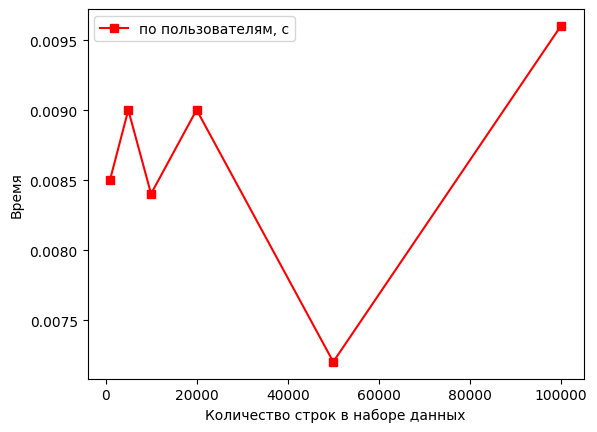 по пользователям, с
0.0095
0.0090
0.0085
0.0080
0.0075
Время
0 20000 40000 60000 80000 100000
Количество строк в наборе данных